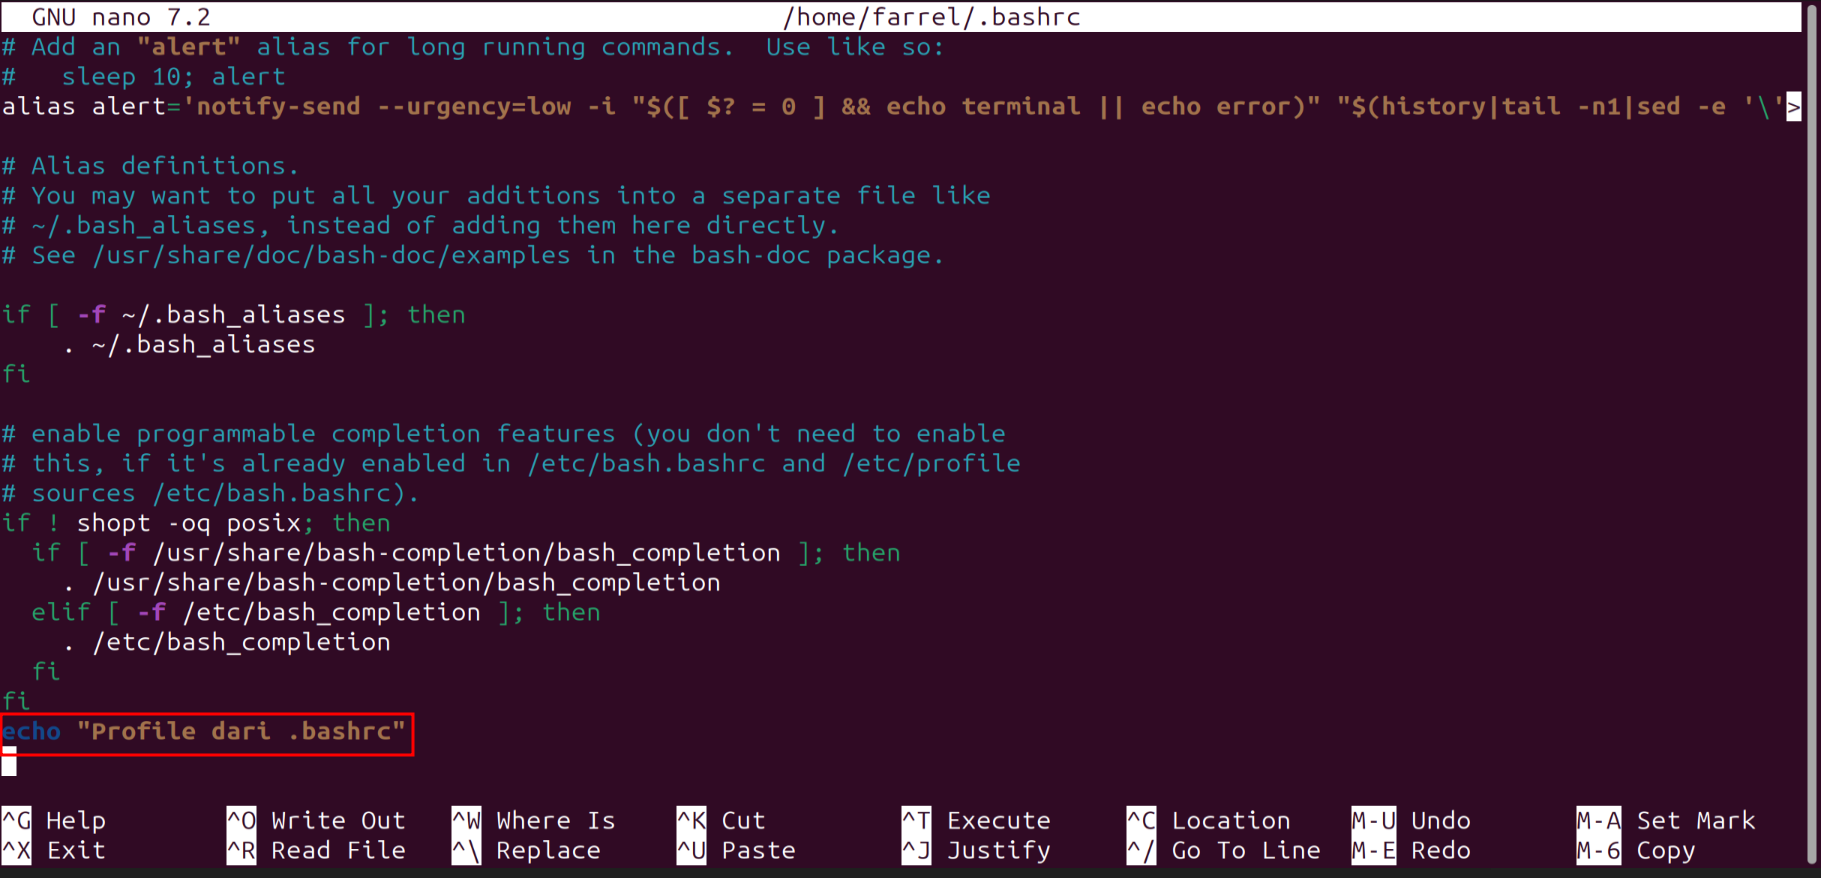 GNU nano 7.2 /home/farrel/.bashrc
# Add an "alert" alias for long running commands.  Use like so:
#   sleep 10; alert
alias alert='notify-send --urgency=low -i "$([ $? = 0 ] && echo terminal || echo error)" "$(history|tail -n1|sed -e '\'>
# Alias definitions.
# You may want to put all your additions into a separate file like
# ~/.bash_aliases, instead of adding them here directly.
# See /usr/share/doc/bash-doc/examples in the bash-doc package.
if [ -f ~/.bash_aliases ]; then
    . ~/.bash_aliases
fi
# enable programmable completion features (you don't need to enable
# this, if it's already enabled in /etc/bash.bashrc and /etc/profile
# sources /etc/bash.bashrc).
if ! shopt -oq posix; then
  if [ -f /usr/share/bash-completion/bash_completion ]; then
    . /usr/share/bash-completion/bash_completion
  elif [ -f /etc/bash_completion ]; then
    . /etc/bash_completion
  fi
fi
echo "Profile dari .bashrc"
^G Help ^O Write Out ^W Where Is ^K Cut ^T Execute ^C Location M-U Undo M-A Set Mark
^X Exit ^R Read File ^\ Replace ^U Paste ^J Justify ^/ Go To Line M-E Redo M-6 Copy